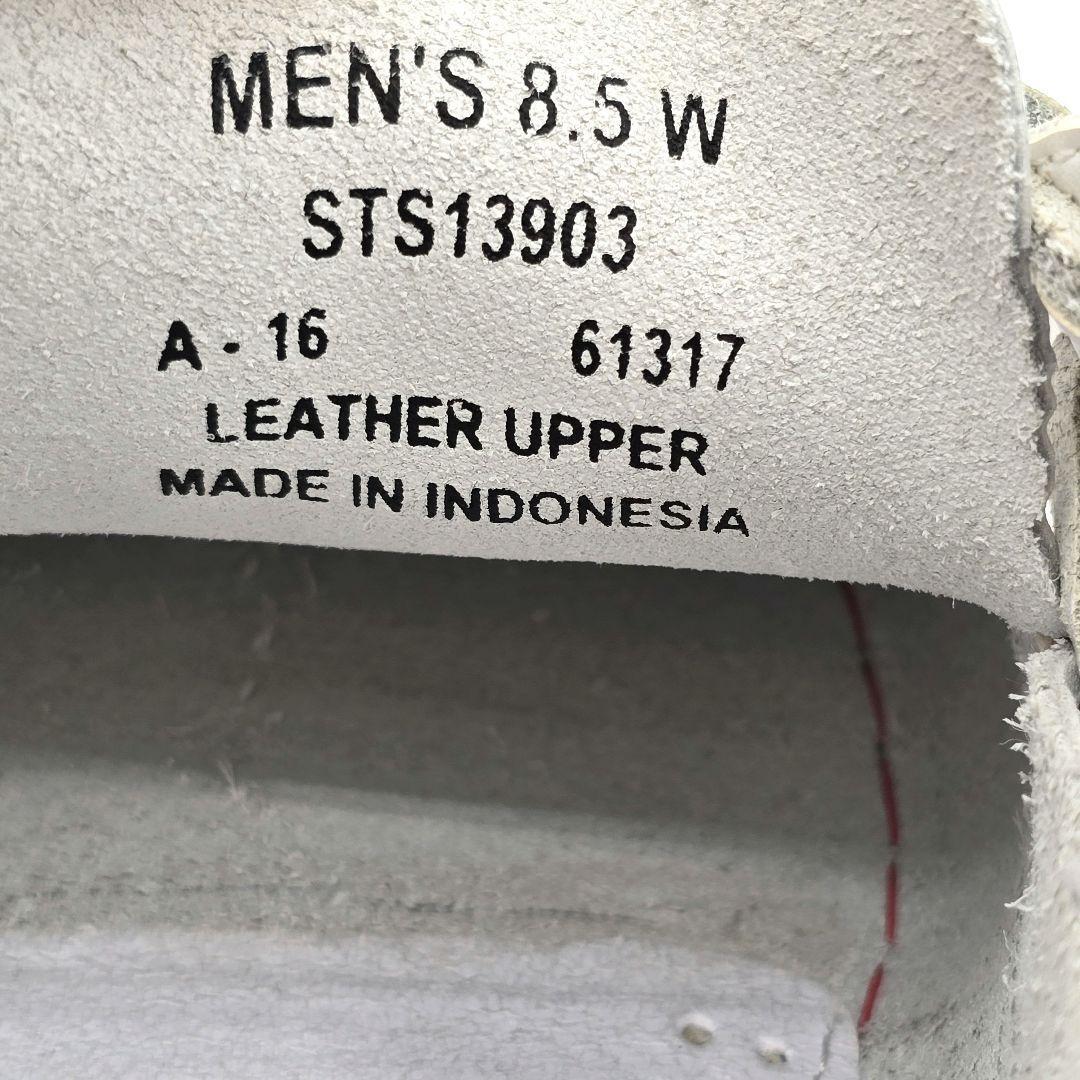 MEN'S 8.5 W
STS13903
A - 16 61317
LEATHER UPPER
MADE IN INDONESIA